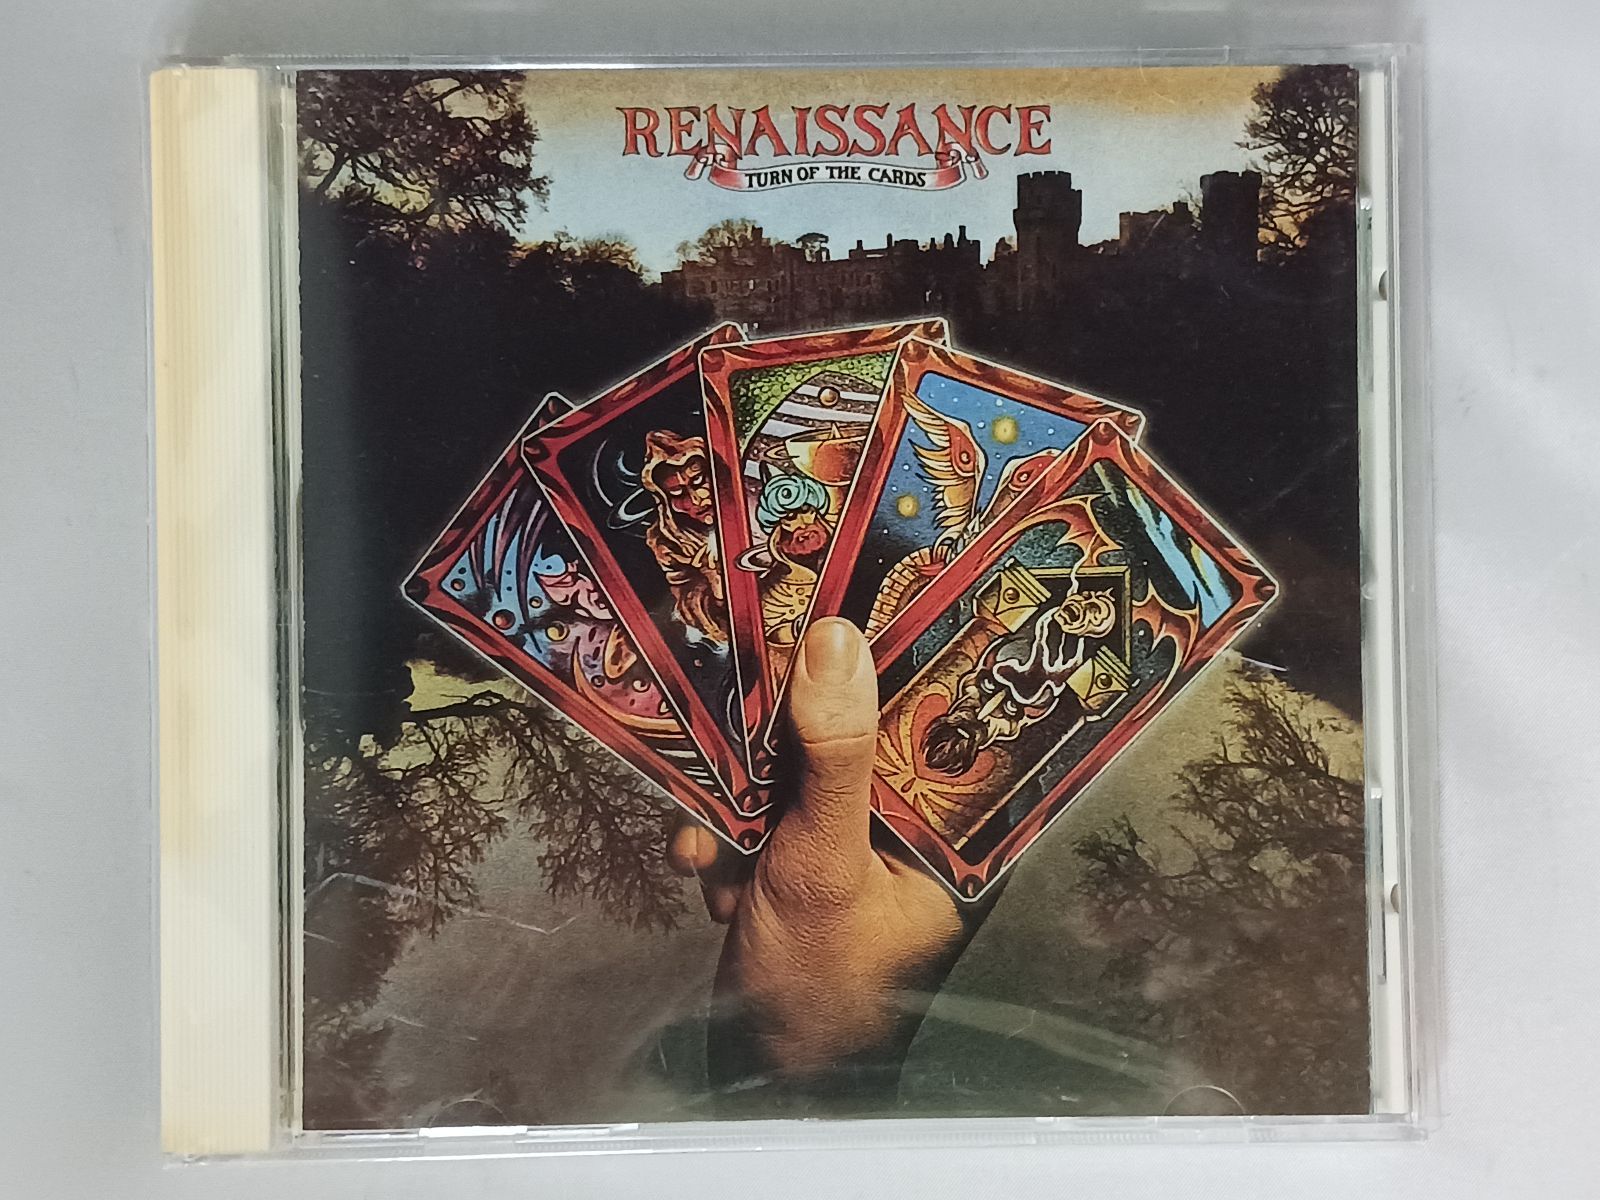 RENAISSANCE
TURN OF THE CARDS